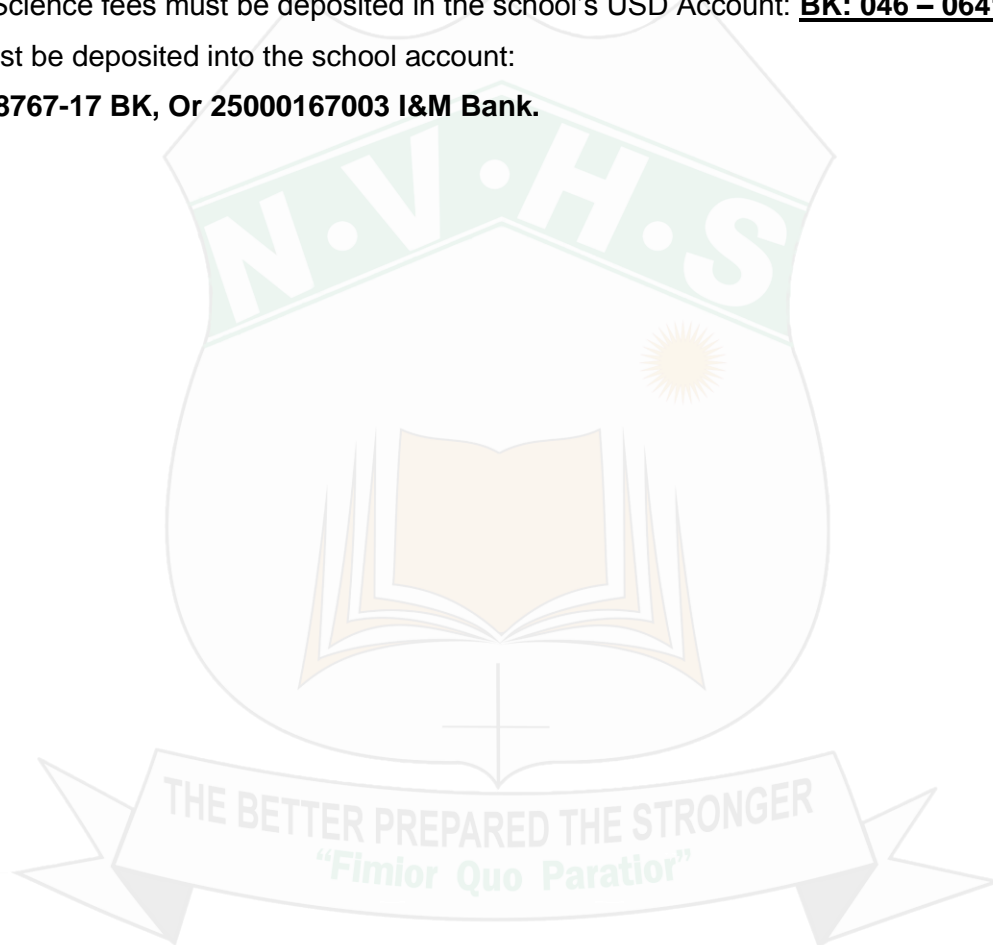 Science fees must be deposited in the school's USD Account: BK: 046 – 064
st be deposited into the school account:
8767-17 BK, Or 25000167003 I&M Bank.
N·V·H·S
THE BETTER PREPARED THE STRONGER
“Fimior Quo Paratior”